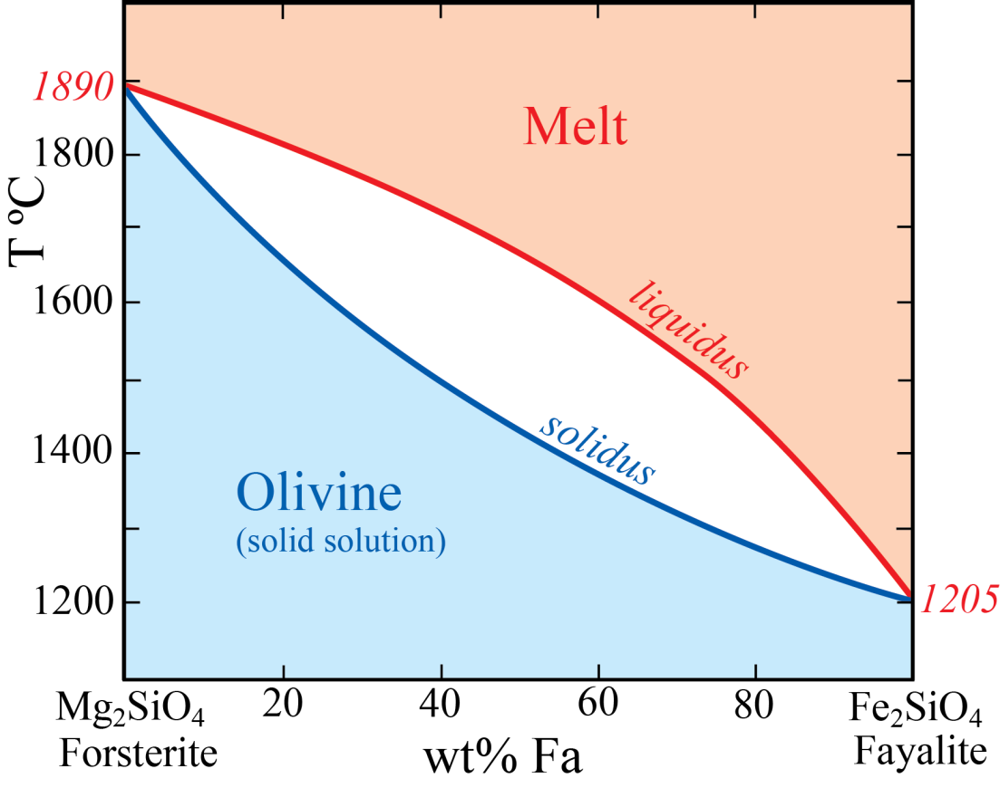 1890
1800
T ºC
1600
1400
1200
Melt
liquidus
solidus
Olivine
(solid solution)
1205
20
40
60
80
Mg₂SiO₄
Forsterite
wt% Fa
Fe₂SiO₄
Fayalite